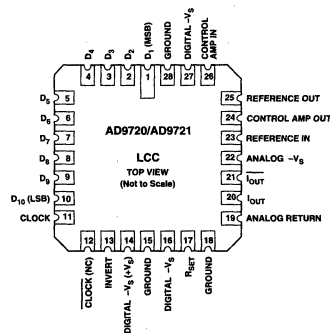 D4
D3
D2
D1 (MSB)
GROUND
DIGITAL –VS
CONTROL AMP IN
4
3
2
1
28
27
26
D5 5
D6 6
D7 7
D8 8
D9 9
D10 (LSB) 10
CLOCK 11
AD9720/AD9721
LCC
TOP VIEW
(Not to Scale)
25 REFERENCE OUT
24 CONTROL AMP OUT
23 REFERENCE IN
22 ANALOG –VS
21 I̅O̅U̅T̅
20 IOUT
19 ANALOG RETURN
12
13
14
15
16
17
18
C̅L̅O̅C̅K̅ (NC)
INVERT
DIGITAL –VS (+VS)
GROUND
DIGITAL –VS
RSET
GROUND